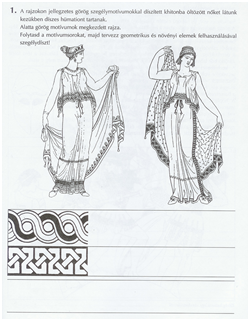 1. A rajzokon jellegzetes görög szegélymotívumokkal díszített khitonba öltözött nőket látunk
kezükben díszes hümationt tartanak.
Alatta görög motívumok megkezdett rajza.
Folytasd a motívumsorokat, majd tervezz geometrikus és növényi elemek felhasználásával
szegélydíszt!